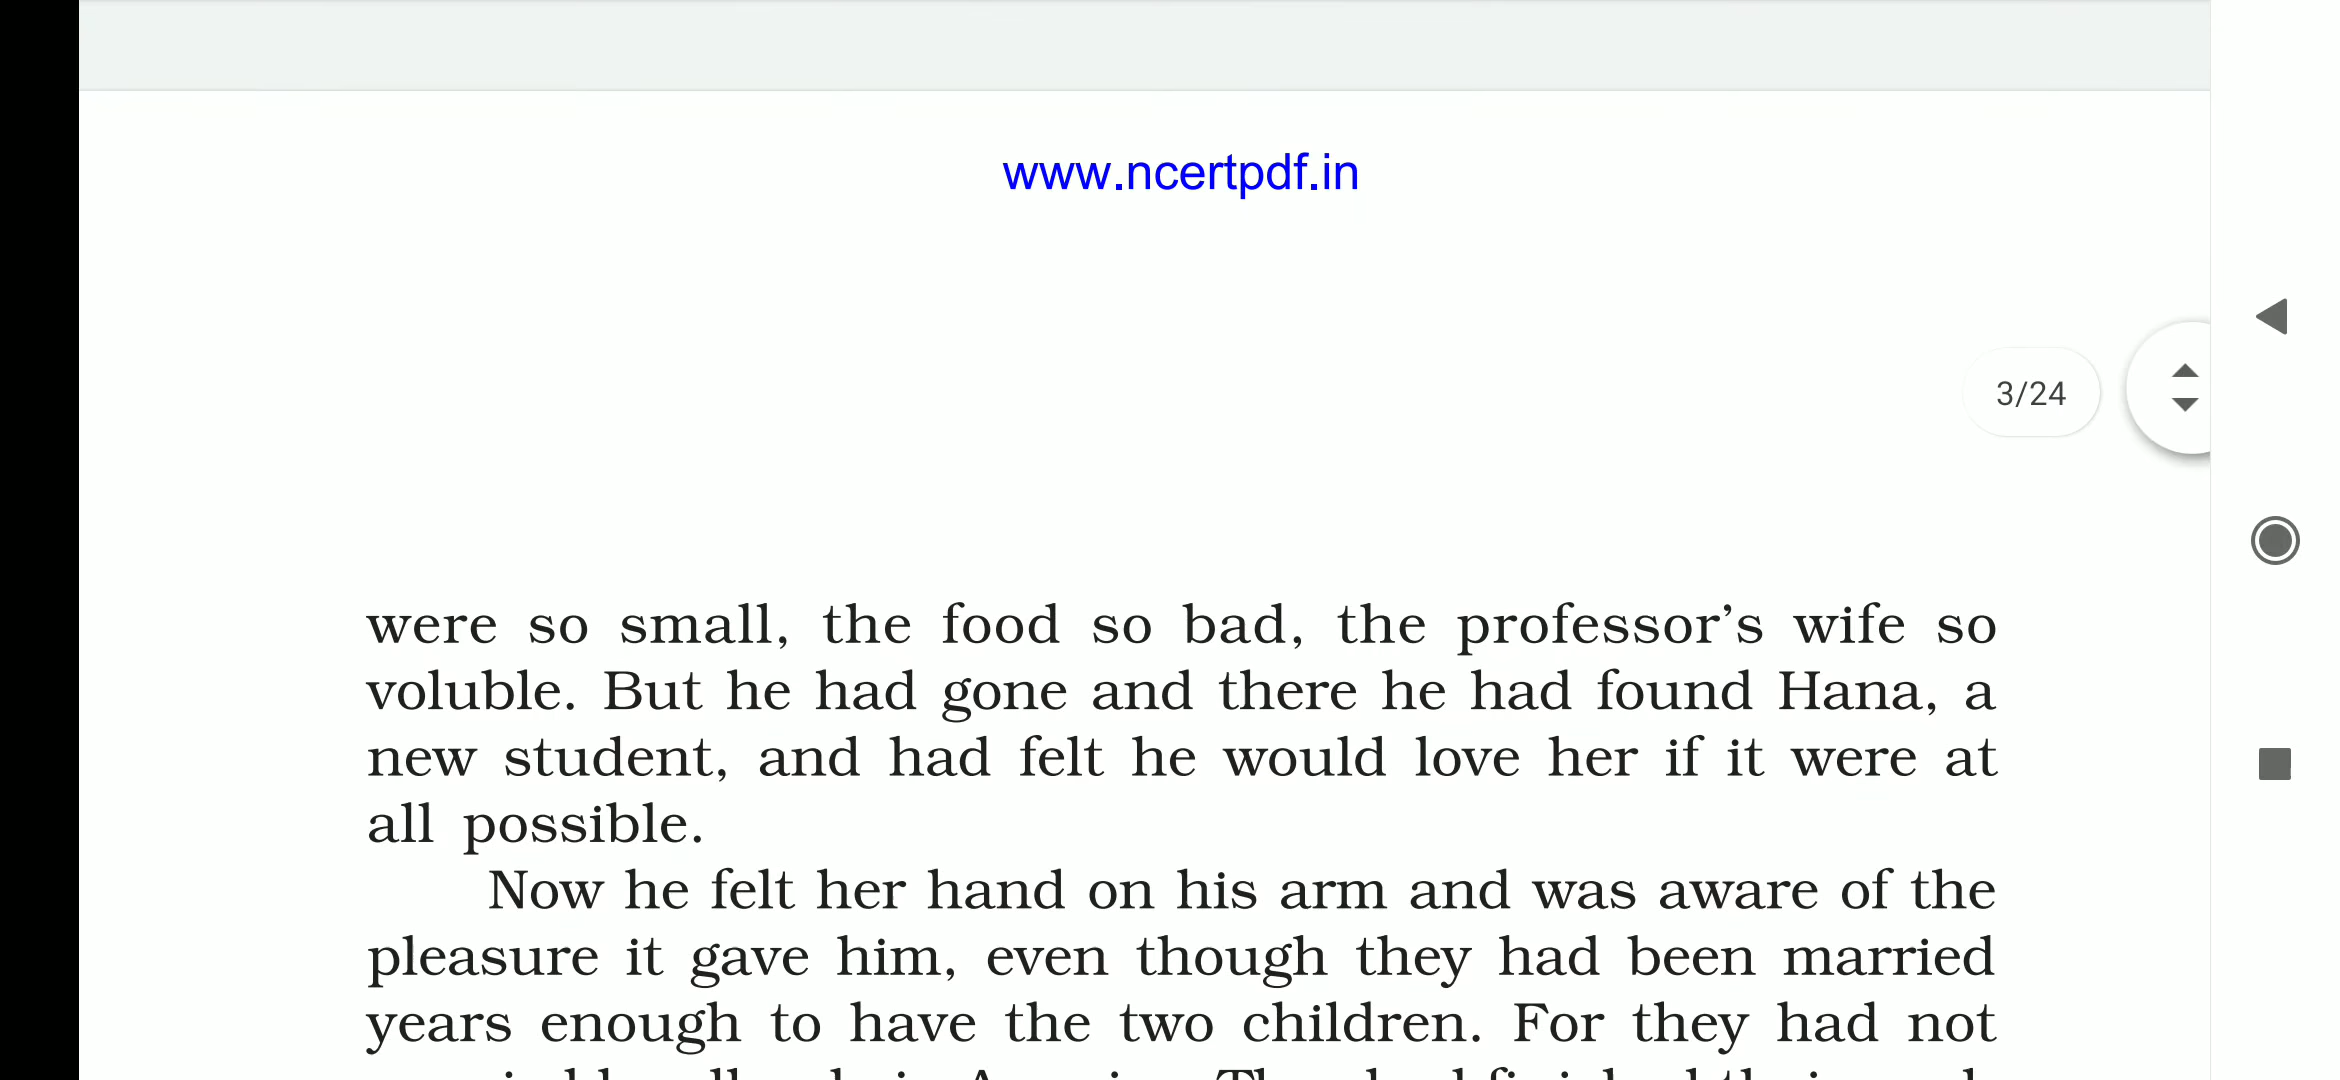 www.ncertpdf.in
3/24
were so small, the food so bad, the professor’s wife so
voluble. But he had gone and there he had found Hana, a
new student, and had felt he would love her if it were at
all possible.
Now he felt her hand on his arm and was aware of the
pleasure it gave him, even though they had been married
years enough to have the two children. For they had not